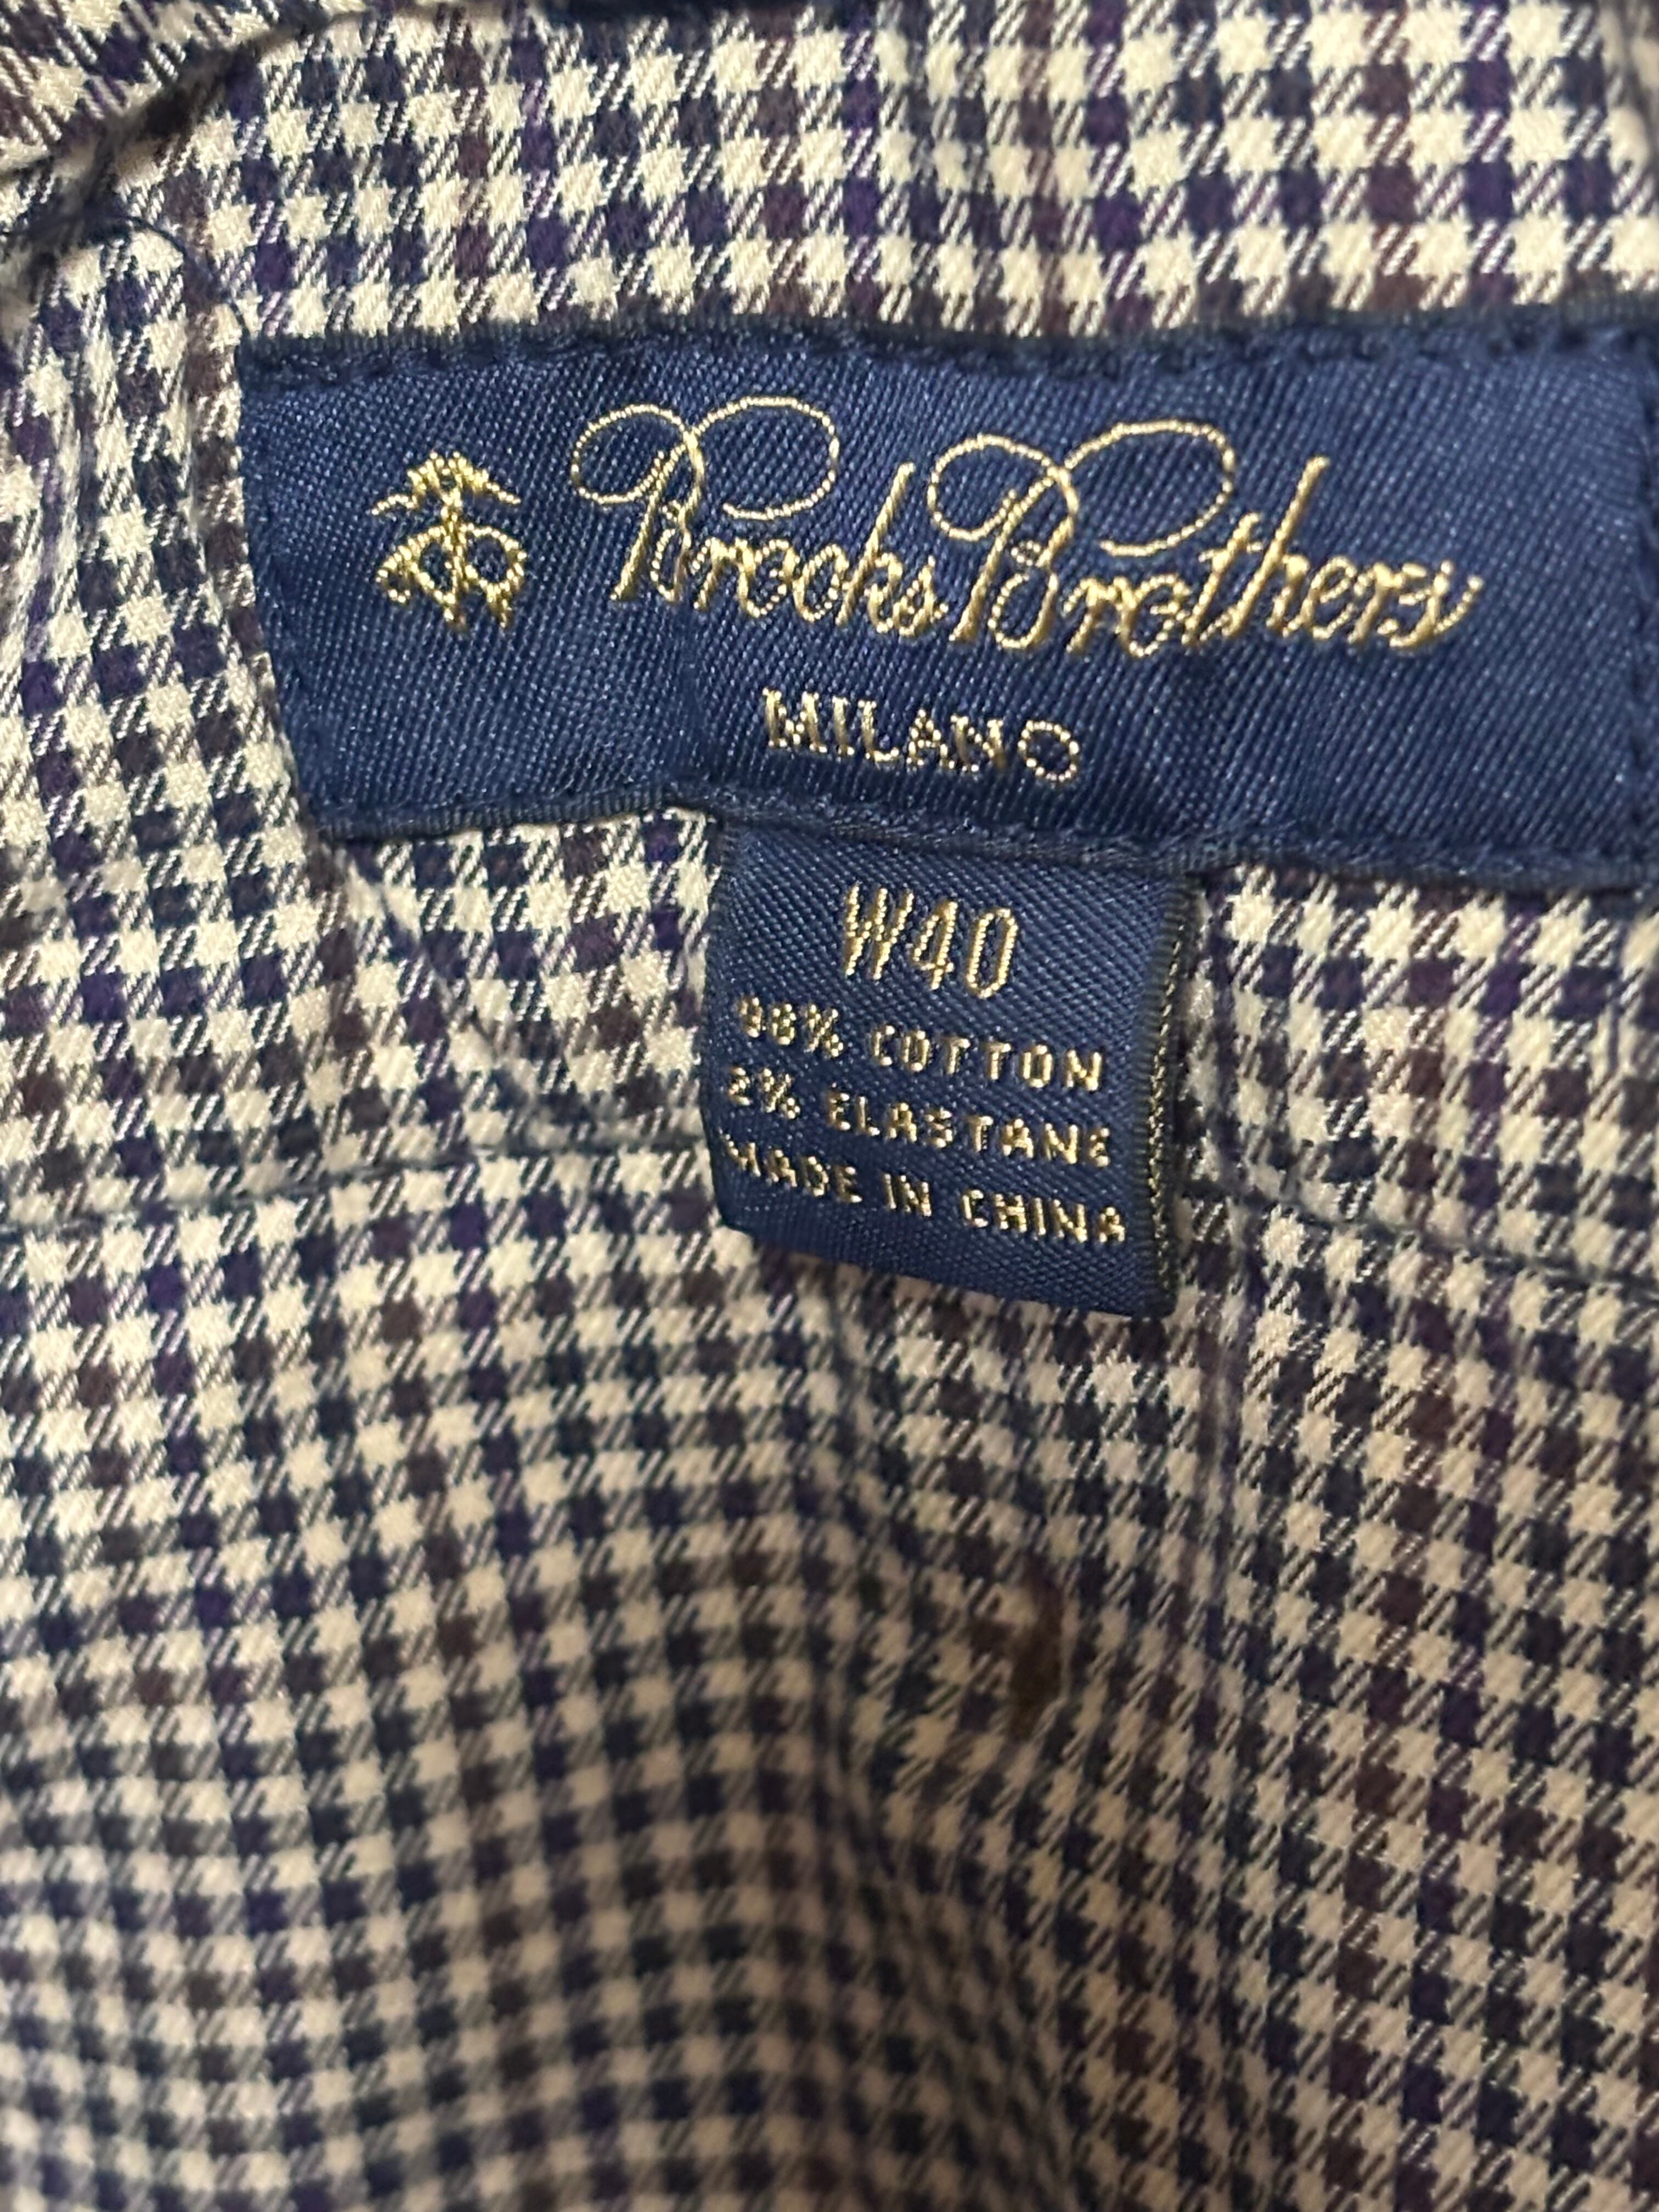 Brooks Brothers
MILANO
W40
98% COTTON
2% ELASTANE
MADE IN CHINA